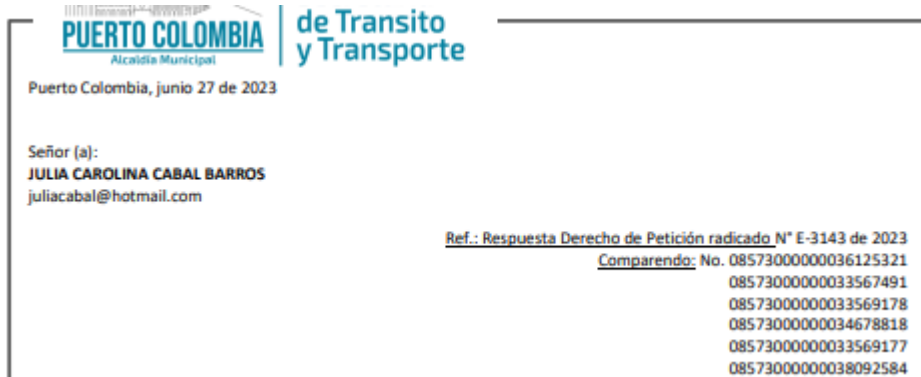 PUERTO COLOMBIA
Alcaldía Municipal
de Transito
y Transporte
Puerto Colombia, junio 27 de 2023
Señor (a):
JULIA CAROLINA CABAL BARROS
juliacabal@hotmail.com
Ref.: Respuesta Derecho de Petición radicado N° E-3143 de 2023
Comparendo: No. 08573000000036125321
08573000000033567491
08573000000033569178
08573000000034678818
08573000000033569177
08573000000038092584